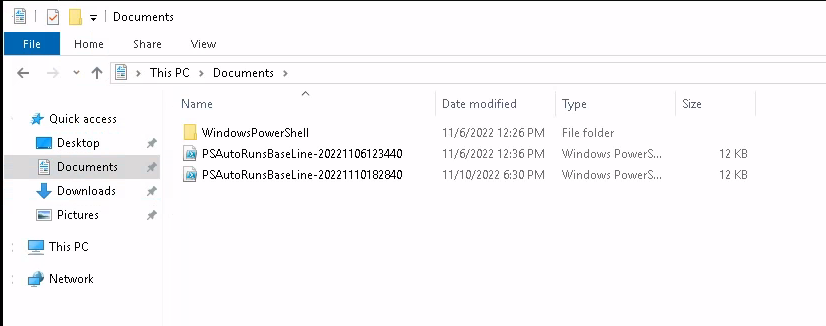 Documents
File Home Share View
This PC Documents
Name Date modified Type Size
Quick access
WindowsPowerShell 11/6/2022 12:26 PM File folder
Desktop
PSAutoRunsBaseLine-20221106123440 11/6/2022 12:36 PM Windows PowerS... 12 KB
Documents
PSAutoRunsBaseLine-20221110182840 11/10/2022 6:30 PM Windows PowerS... 12 KB
Downloads
Pictures
This PC
Network